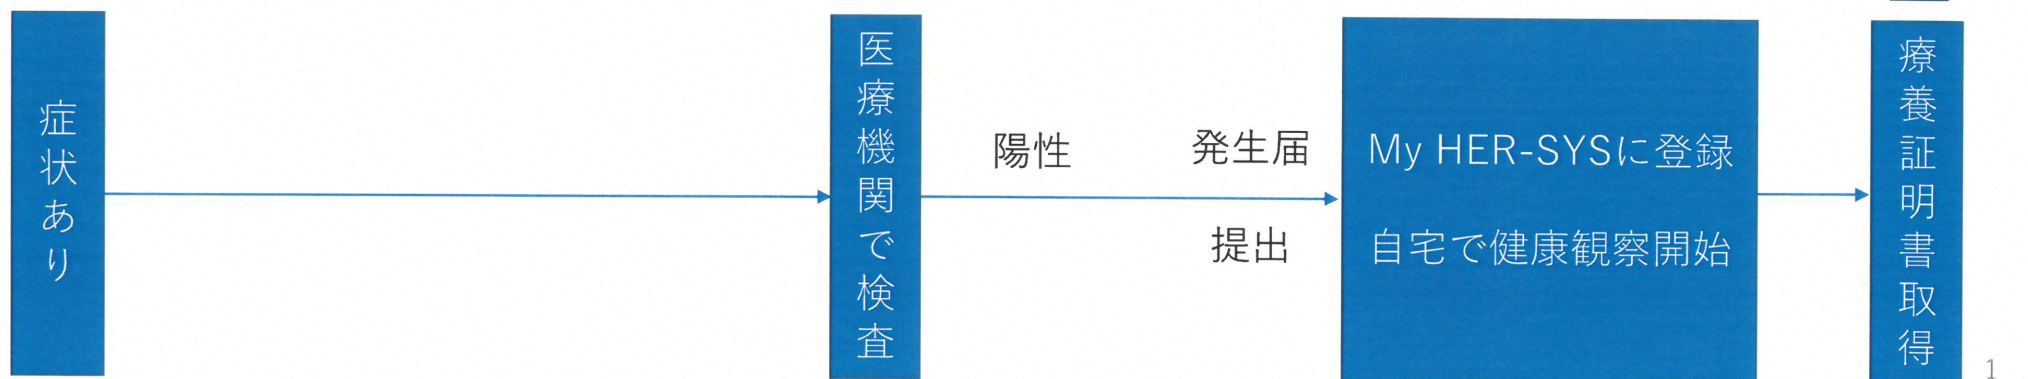 症状あり
医療機関で検査
陽性
発生届
提出
My HER-SYSに登録
自宅で健康観察開始
療養証明書取得
1